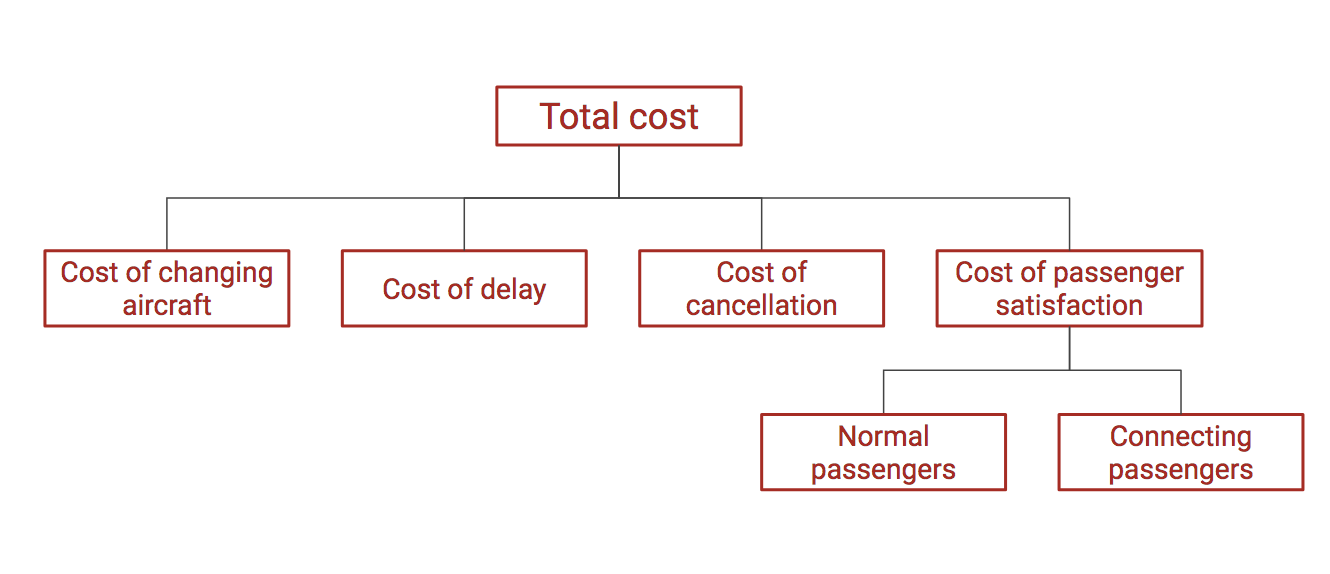 Total cost
Cost of changing
aircraft
Cost of delay
Cost of
cancellation
Cost of passenger
satisfaction
Normal
passengers
Connecting
passengers